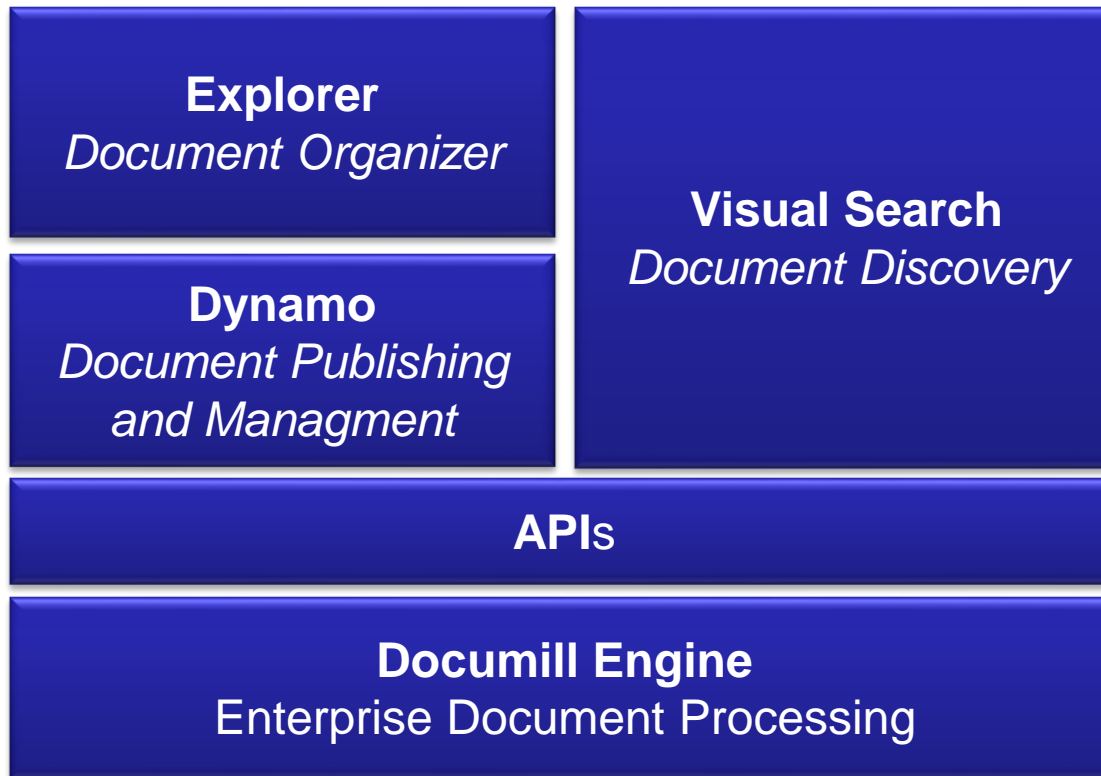 Explorer
Document Organizer
Visual Search
Document Discovery
Dynamo
Document Publishing
and Managment
APIs
Documill Engine
Enterprise Document Processing